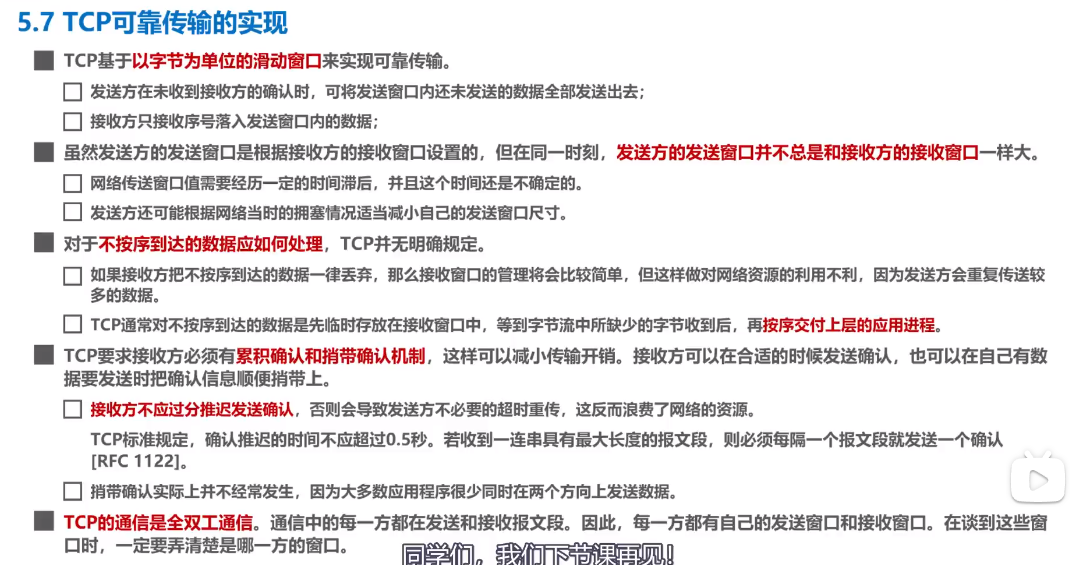 5.7 TCP可靠传输的实现
TCP基于以字节为单位的滑动窗口来实现可靠传输。
发送方在未收到接收方的确认时，可将发送窗口内还未发送的数据全部发送出去；
接收方只接收序号落入发送窗口内的数据；
虽然发送方的发送窗口是根据接收方的接收窗口设置的，但在同一时刻，发送方的发送窗口并不总是和接收方的接收窗口一样大。
网络传送窗口值需要经历一定的时间滞后，并且这个时间还是不确定的。
发送方还可能根据网络当时的拥塞情况适当减小自己的发送窗口尺寸。
对于不按序到达的数据应如何处理，TCP并无明确规定。
如果接收方把不按序到达的数据一律丢弃，那么接收窗口的管理将会比较简单，但这样做对网络资源的利用不利，因为发送方会重复传送较
多的数据。
TCP通常对不按序到达的数据是先临时存放在接收窗口中，等到字节流中所缺少的字节收到后，再按序交付上层的应用进程。
TCP要求接收方必须有累积确认和捎带确认机制，这样可以减小传输开销。接收方可以在合适的时候发送确认，也可以在自己有数
据要发送时把确认信息顺便捎带上。
接收方不应过分推迟发送确认，否则会导致发送方不必要的超时重传，这反而浪费了网络的资源。
TCP标准规定，确认推迟的时间不应超过0.5秒。若收到一连串具有最大长度的报文段，则必须每隔一个报文段就发送一个确认
[RFC 1122]。
捎带确认实际上并不经常发生，因为大多数应用程序很少同时在两个方向上发送数据。
TCP的通信是全双工通信。通信中的每一方都在发送和接收报文段。因此，每一方都有自己的发送窗口和接收窗口。在谈到这些窗
口时，一定要弄清楚是哪一方的窗口。
同学们，我们下节课再见！